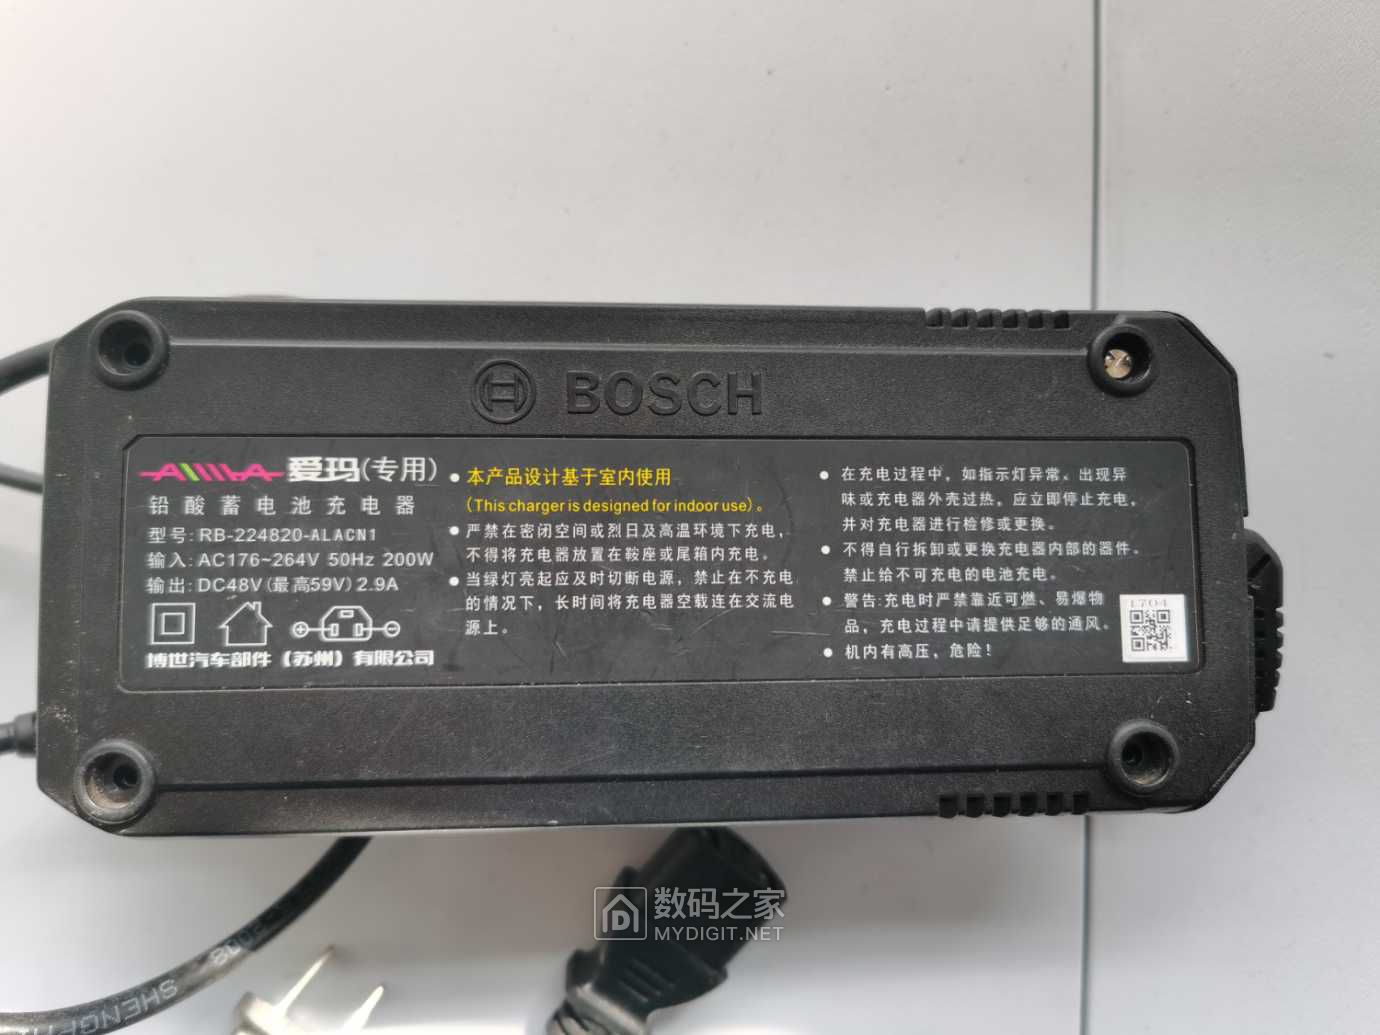 BOSCH
AIMA 爱玛(专用)
铅酸蓄电池充电器
型号:RB-224820-ALACN1
输入:AC176~264V 50Hz 200W
输出:DC48V(最高59V)2.9A
博世汽车部件（苏州）有限公司
• 本产品设计基于室内使用
(This charger is designed for indoor use)。
• 严禁在密闭空间或烈日及高温环境下充电，
不得将充电器放置在鞍座或尾箱内充电。
• 当绿灯亮起应及时切断电源，禁止在不充电
的情况下，长时间将充电器空载连在交流电
源上。
• 在充电过程中，如指示灯异常、出现异
味或充电器外壳过热，应立即停止充电，
并对充电器进行检修或更换。
• 不得自行拆卸或更换充电器内部的器件。
禁止给不可充电的电池充电。
• 警告:充电时严禁靠近可燃、易爆物
品，充电过程中请提供足够的通风。
• 机内有高压，危险！
1704
数码之家
MYDIGIT.NET